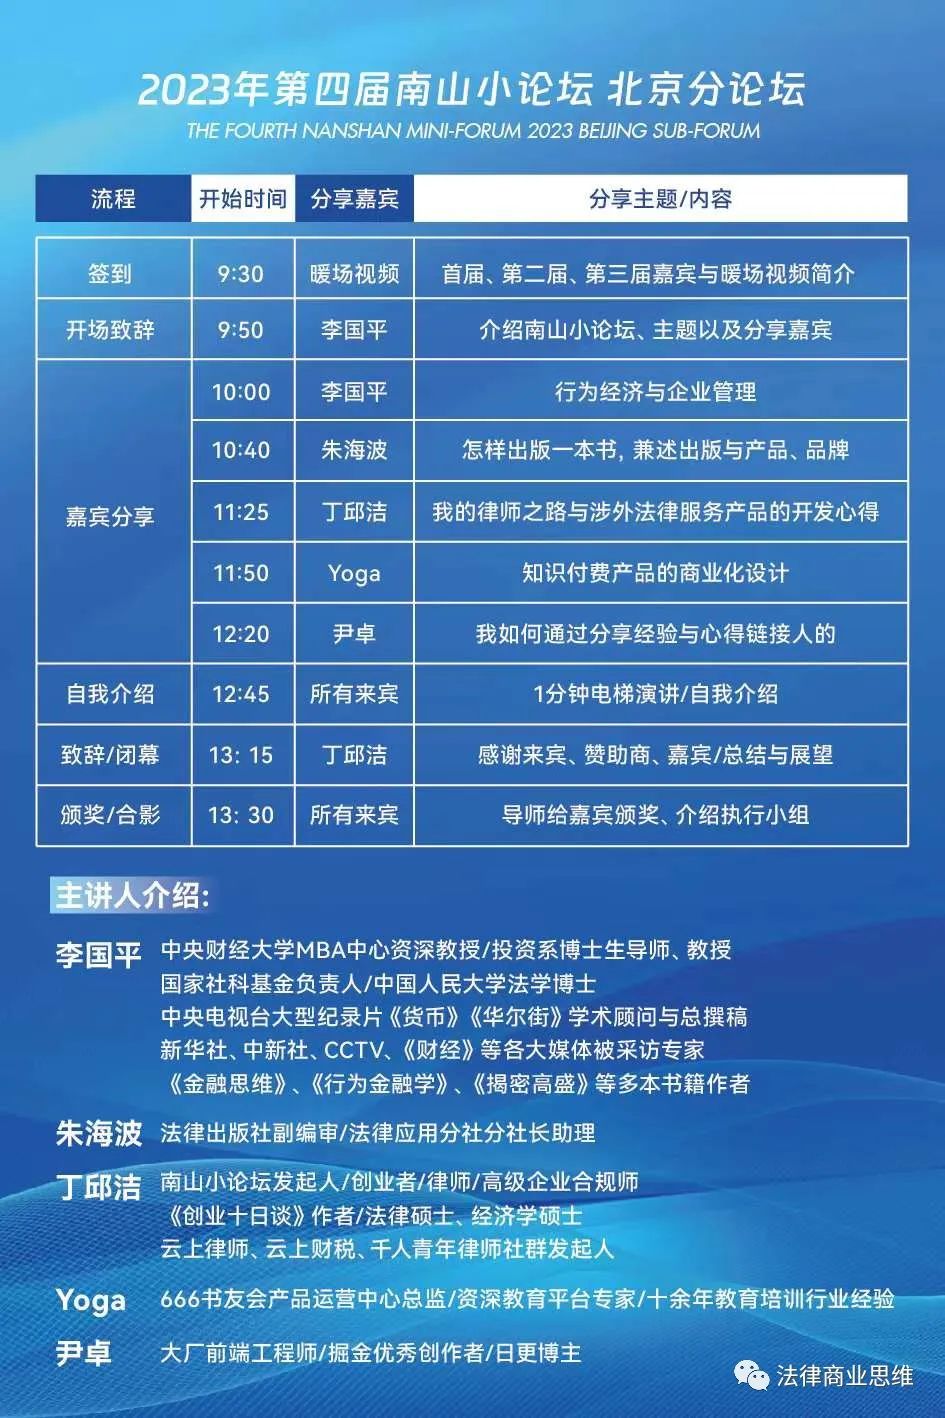 2023年第四届南山小论坛 北京分论坛
THE FOURTH NANSHAN MINI-FORUM 2023 BEIJING SUB-FORUM
流程 开始时间 分享嘉宾 分享主题/内容
签到 9:30 暖场视频 首届、第二届、第三届嘉宾与暖场视频简介
开场致辞 9:50 李国平 介绍南山小论坛、主题以及分享嘉宾
10:00 李国平 行为经济与企业管理
10:40 朱海波 怎样出版一本书, 兼述出版与产品、品牌
嘉宾分享 11:25 丁邱洁 我的律师之路与涉外法律服务产品的开发心得
11:50 Yoga 知识付费产品的商业化设计
12:20 尹卓 我如何通过分享经验与心得链接人的
自我介绍 12:45 所有来宾 1分钟电梯演讲/自我介绍
致辞/闭幕 13: 15 丁邱洁 感谢来宾、赞助商、嘉宾/总结与展望
颁奖/合影 13: 30 所有来宾 导师给嘉宾颁奖、介绍执行小组
主讲人介绍:
李国平 中央财经大学MBA中心资深教授/投资系博士生导师、教授
国家社科基金负责人/中国人民大学法学博士
中央电视台大型纪录片《货币》《华尔街》学术顾问与总撰稿
新华社、中新社、CCTV、《财经》等各大媒体被采访专家
《金融思维》、《行为金融学》、《揭密高盛》等多本书籍作者
朱海波 法律出版社副编审/法律应用分社分社长助理
丁邱洁 南山小论坛发起人/创业者/律师/高级企业合规师
《创业十日谈》作者/法律硕士、经济学硕士
云上律师、云上财税、千人青年律师社群发起人
Yoga 666书友会产品运营中心总监/资深教育平台专家/十余年教育培训行业经验
尹卓 大厂前端工程师/掘金优秀创作者/日更博主
法律商业思维